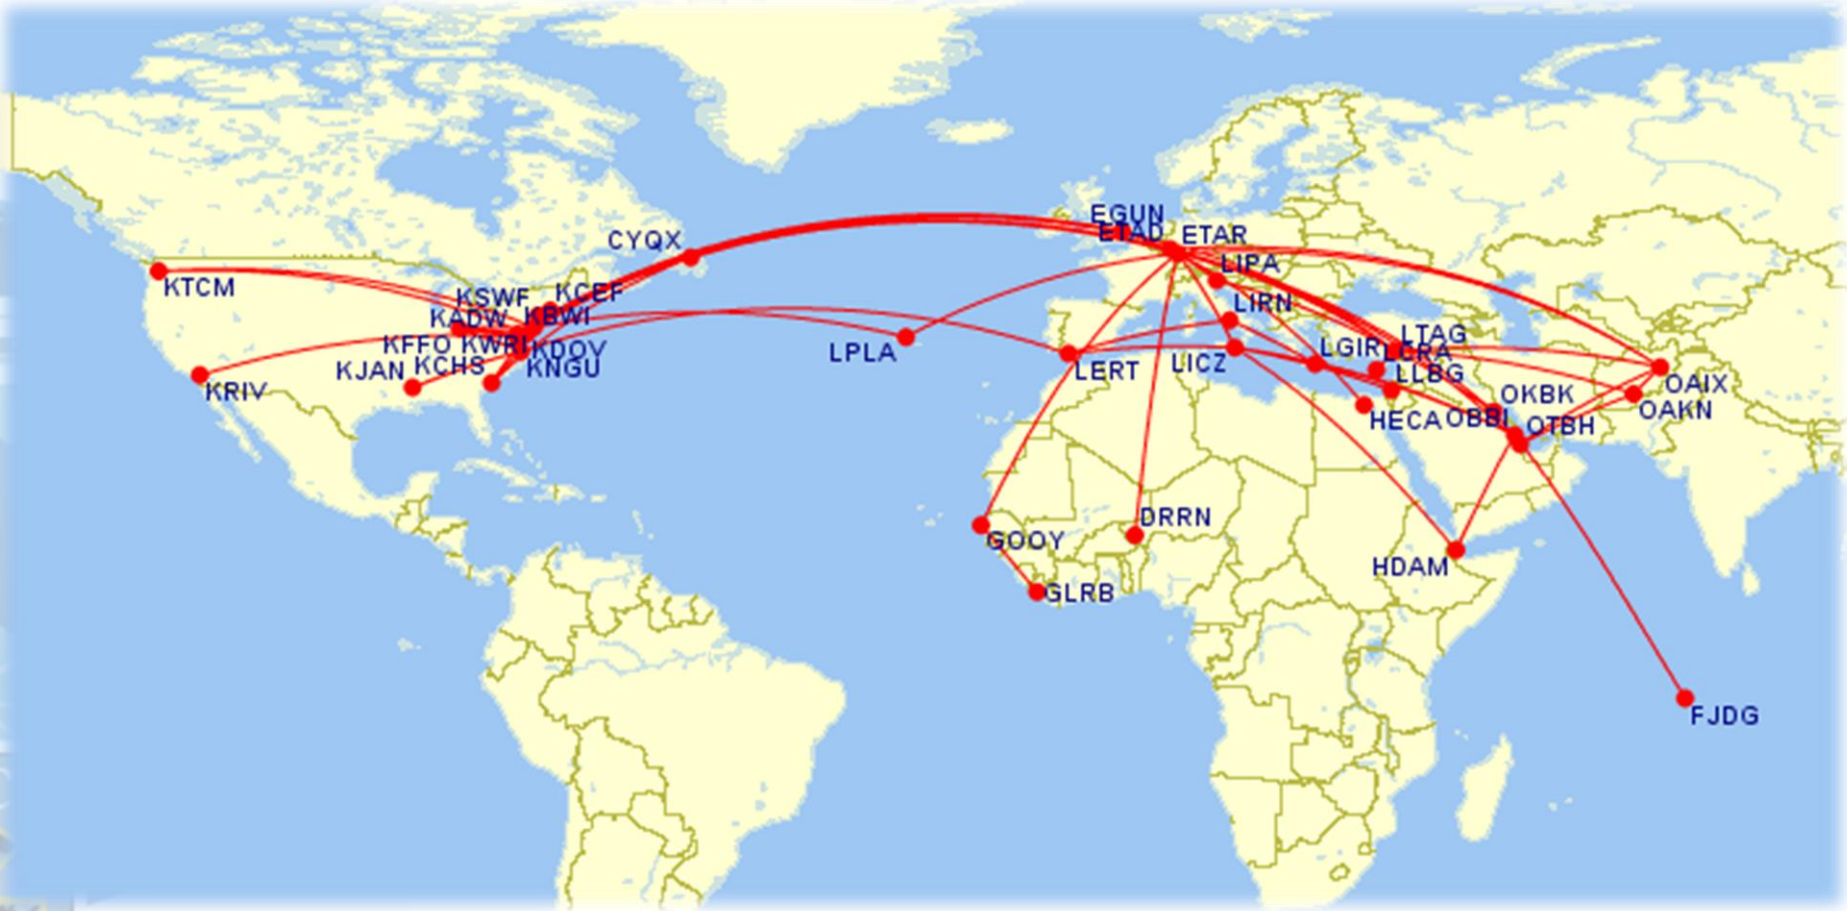 EGUN
ETAD
ETAR
CYQX
LIPA
KTCM
KSWF
KCEF
LIRN
KADW
KBWI
KFFO
KWRI
KDOV
LTAG
LPLA
LGIR
LCRA
KJAN
KCHS
KNGU
LERT
LICZ
LLBG
KRIV
OKBK
OAIX
OAKN
HECA
OBBI
OTBH
DRRN
GOOY
HDAM
GLRB
FJDG